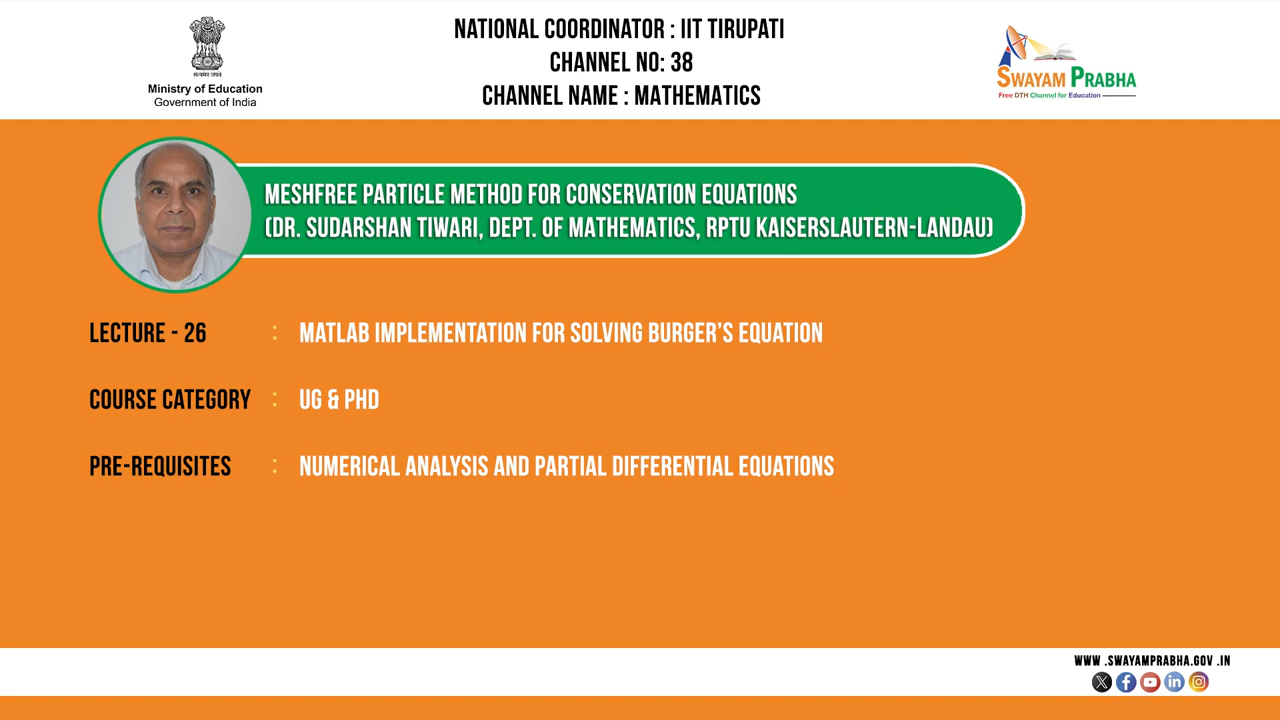 सत्यमेव जयते
Ministry of Education
Government of India
NATIONAL COORDINATOR : IIT TIRUPATI
CHANNEL NO: 38
CHANNEL NAME : MATHEMATICS
SWAYAM PRABHA
Free DTH Channel for Education
MESHFREE PARTICLE METHOD FOR CONSERVATION EQUATIONS
(DR. SUDARSHAN TIWARI, DEPT. OF MATHEMATICS, RPTU KAISERSLAUTERN-LANDAU)
LECTURE - 26 : MATLAB IMPLEMENTATION FOR SOLVING BURGER'S EQUATION
COURSE CATEGORY : UG & PHD
PRE-REQUISITES : NUMERICAL ANALYSIS AND PARTIAL DIFFERENTIAL EQUATIONS
WWW .SWAYAMPRABHA.GOV .IN